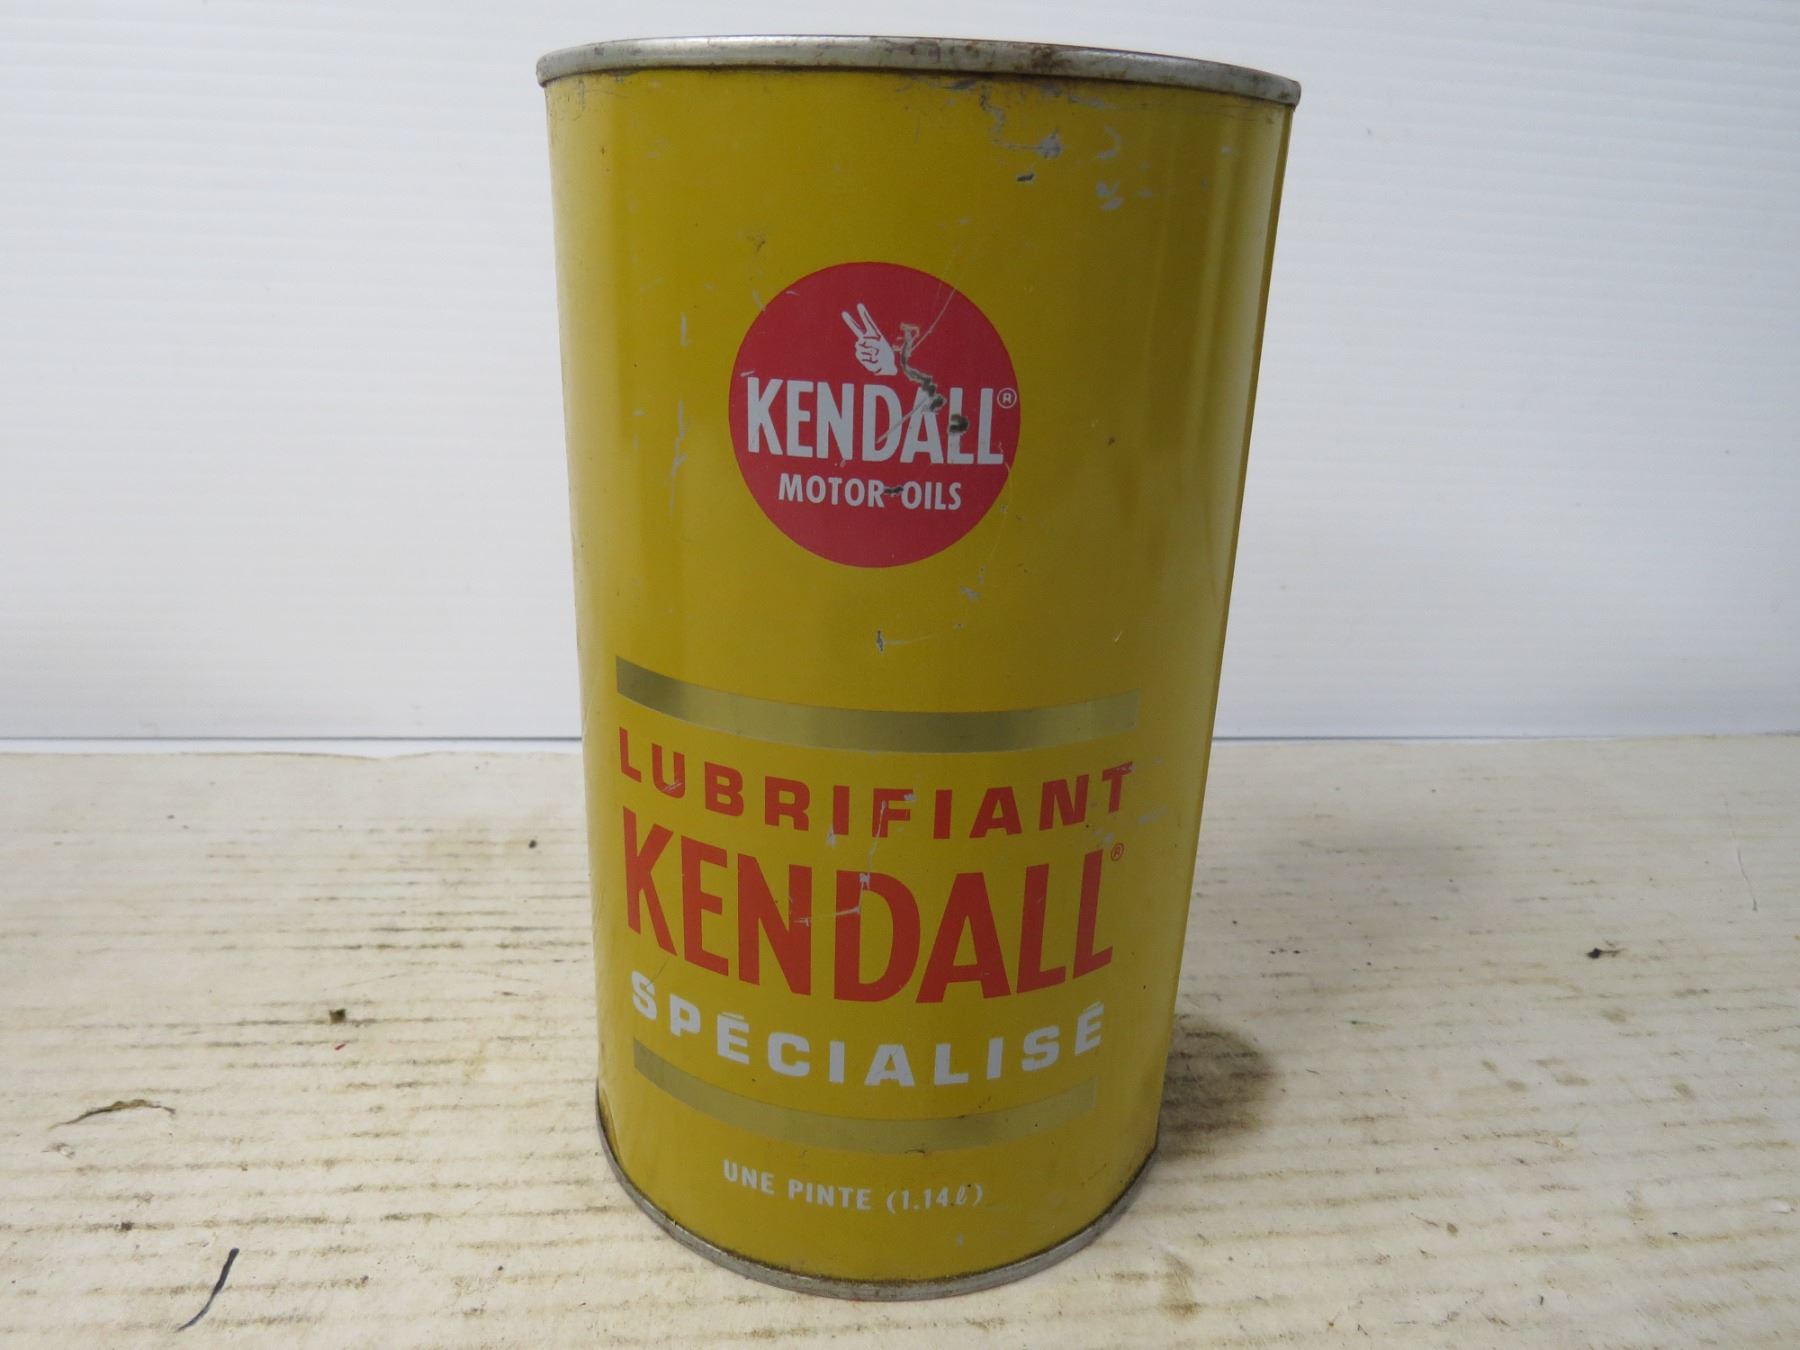 KENDALL®
MOTOR OILS
LUBRIFIANT
KENDALL®
SPÉCIALISÉ
UNE PINTE (1.14ℓ)